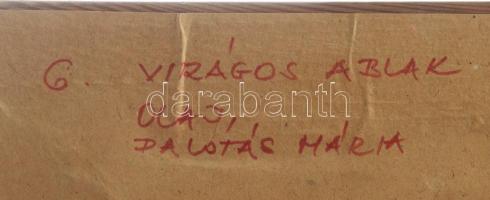 6. VIRÁGOS ABLAK
darabanth
OLAJ,
PALOTÁS MÁRIA